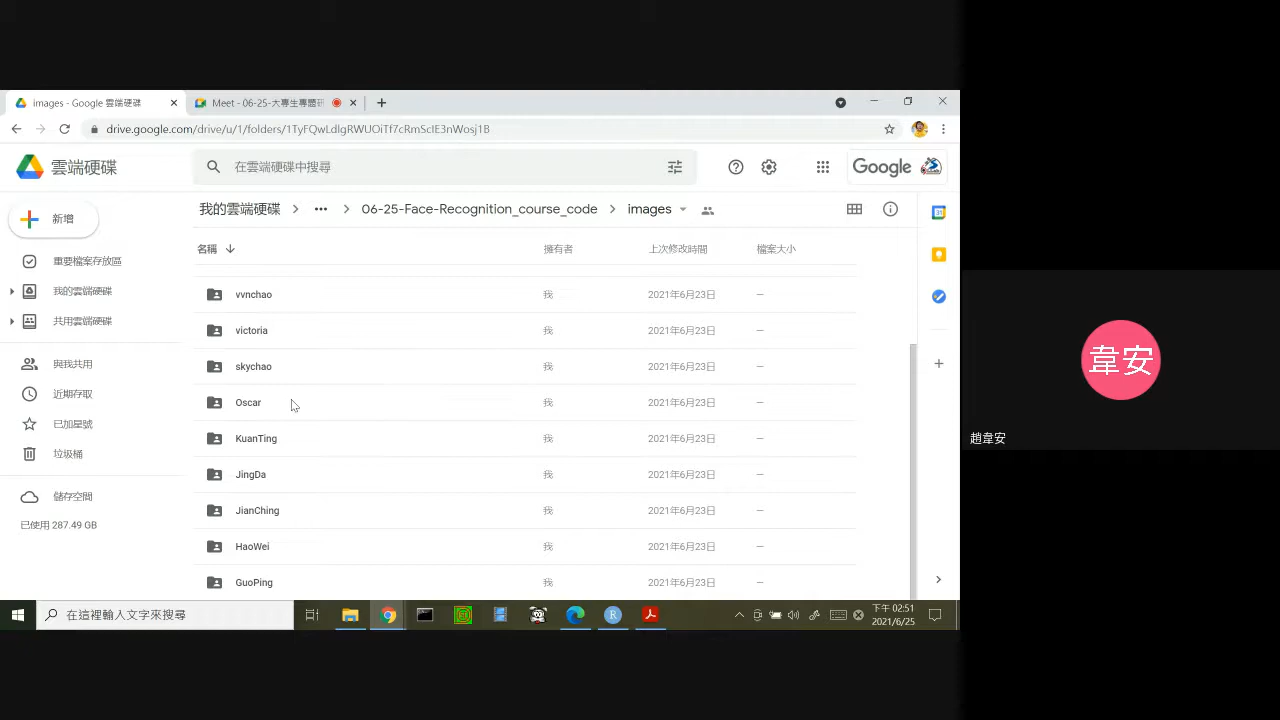 images - Google 雲端硬碟
Meet - 06-25-大專生專題研
drive.google.com/drive/u/1/folders/1TyFQwLdIgRWUOiTf7cRmScIE3nWosj1B
雲端硬碟
在雲端硬碟中搜尋
Google
新增
我的雲端硬碟 > ••• > 06-25-Face-Recognition_course_code > images
名稱 擁有者 上次修改時間 檔案大小
重要檔案存放區
我的雲端硬碟
共用雲端硬碟
與我共用
近期存取
已加星號
垃圾桶
儲存空間
已使用 287.49 GB
vvnchao 我 2021年6月23日 —
victoria 我 2021年6月23日 —
skychao 我 2021年6月23日 —
Oscar 我 2021年6月23日 —
KuanTing 我 2021年6月23日 —
JingDa 我 2021年6月23日 —
JianChing 我 2021年6月23日 —
HaoWei 我 2021年6月23日 —
GuoPing 我 2021年6月23日 —
在這裡輸入文字來搜尋
下午 02:51
2021/6/25
韋安
趙韋安